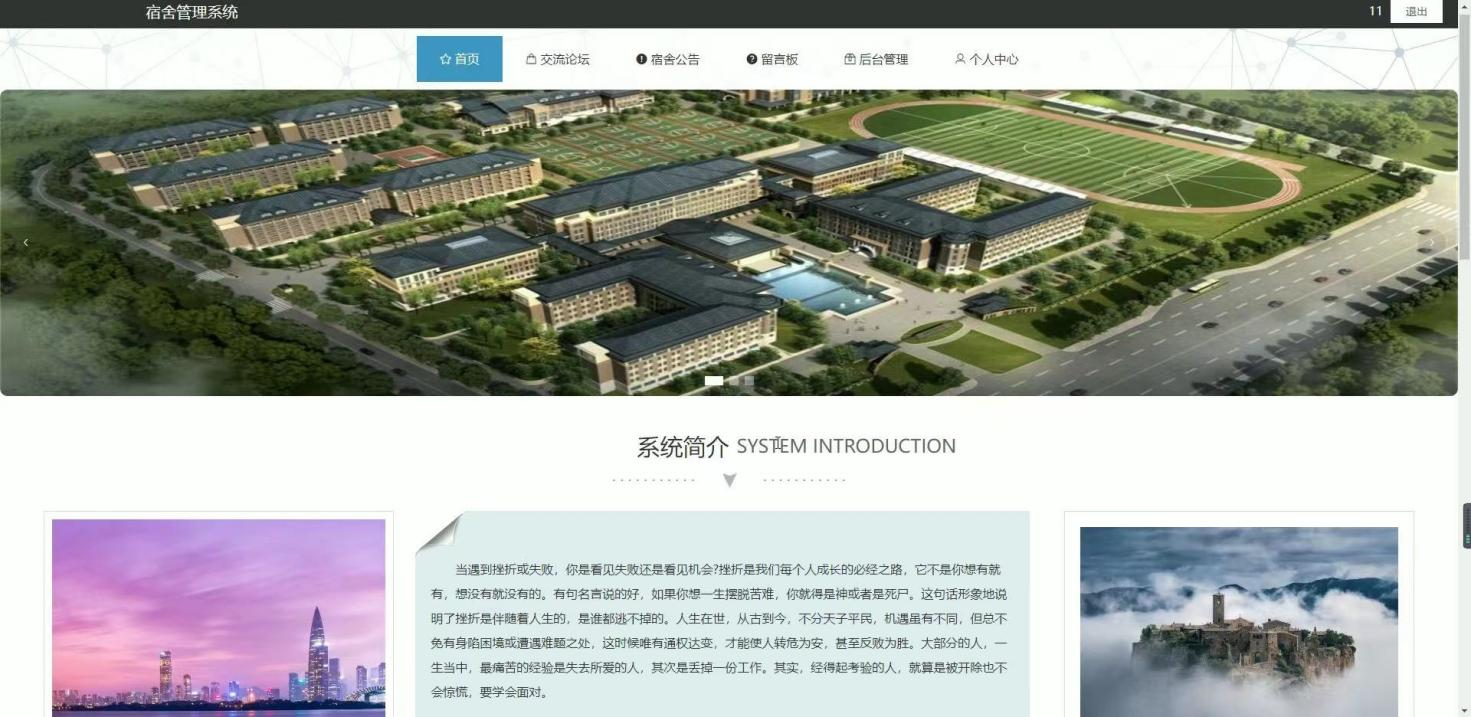 宿舍管理系统
11
退出
首页
交流论坛
宿舍公告
留言板
后台管理
个人中心
系统简介 SYSTEM INTRODUCTION
当遇到挫折或失败，你是看见失败还是看见机会?挫折是我们每个人成长的必经之路，它不是你想有就
有，想没有就没有的。有句名言说的好，如果你想一生摆脱苦难，你就得是神或者是死尸。这句话形象地说
明了挫折是伴随着人生的，是谁都逃不掉的。人生在世，从古到今，不分天子平民，机遇虽有不同，但总不
免有身陷困境或遭遇难题之处，这时候唯有通权达变，才能使人转危为安，甚至反败为胜。大部分的人，一
生当中，最痛苦的经验是失去所爱的人，其次是丢掉一份工作。其实，经得起考验的人，就算是被开除也不
会惊慌，要学会面对。